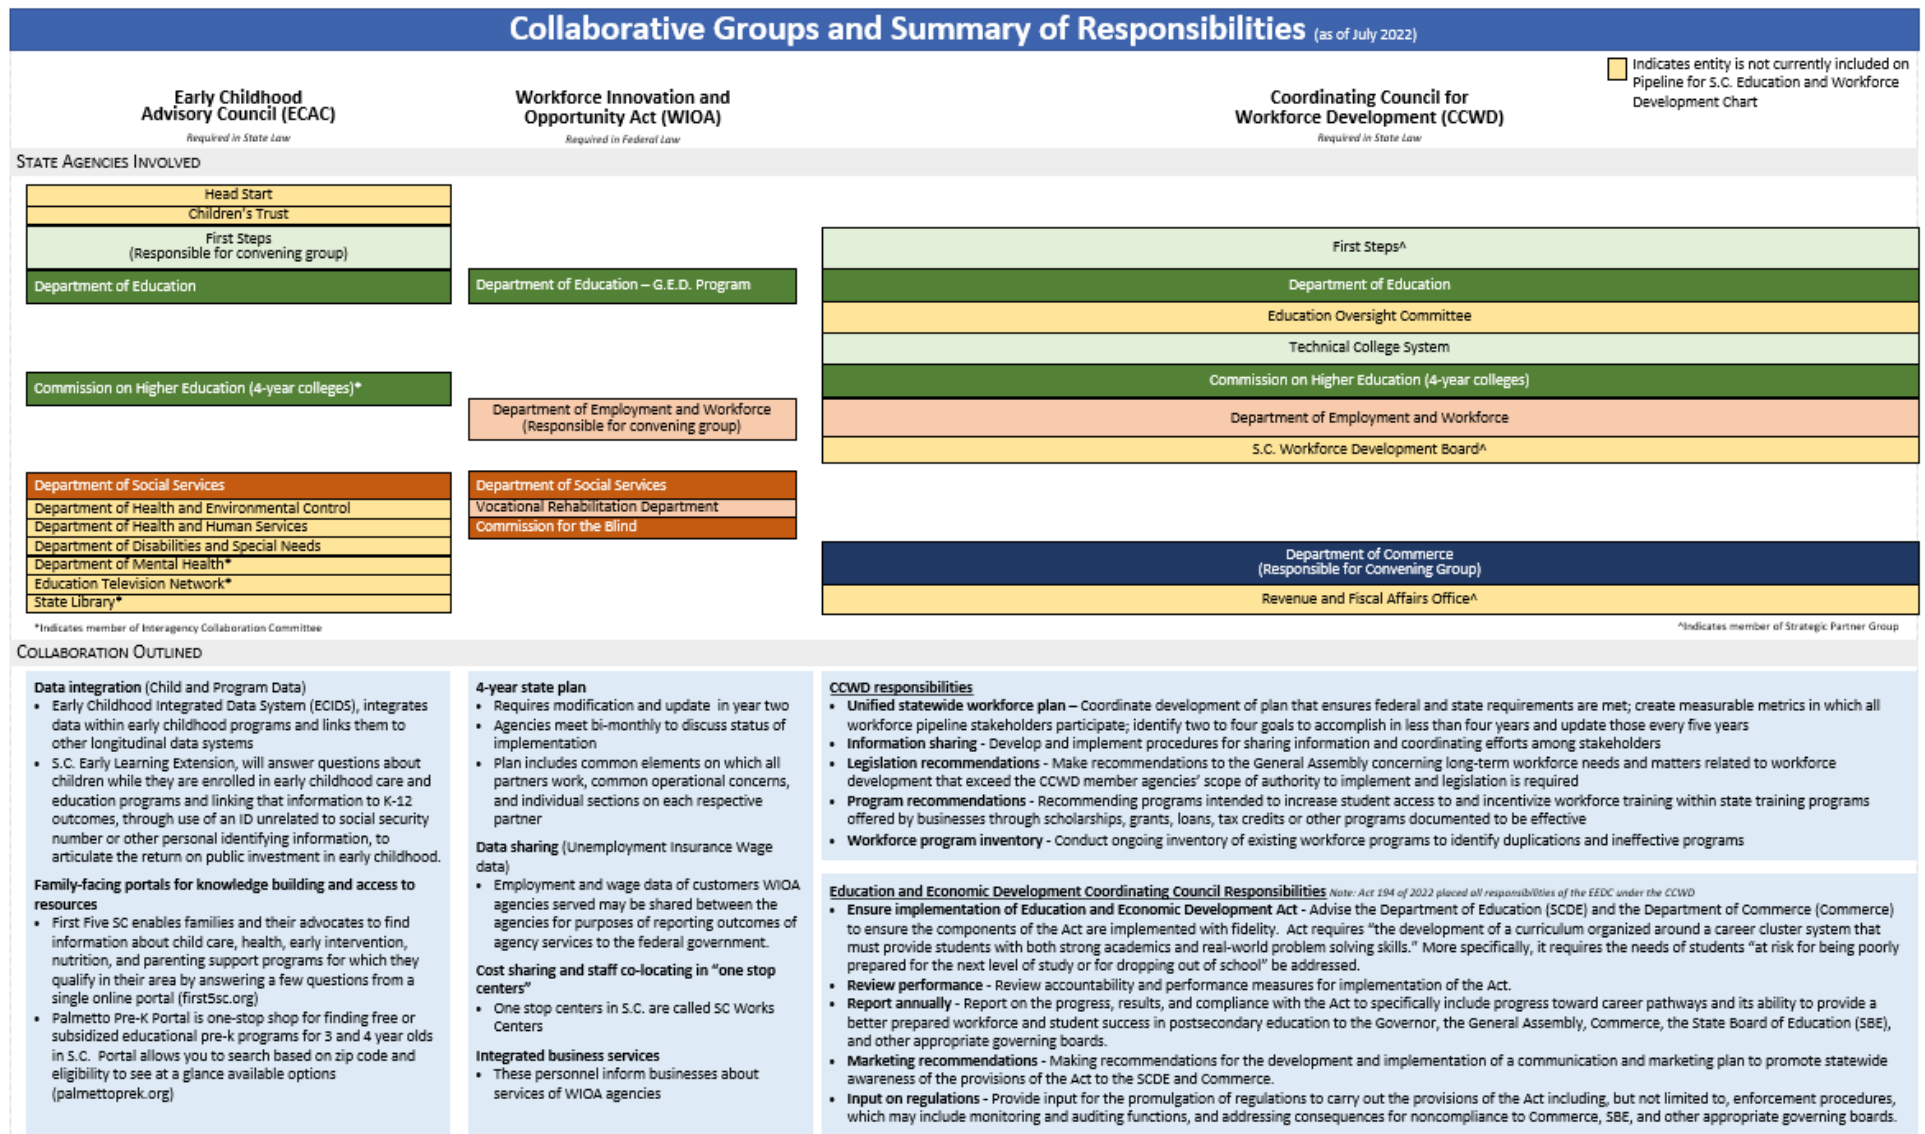 Collaborative Groups and Summary of Responsibilities (as of July 2022)
Indicates entity is not currently included on
Pipeline for S.C. Education and Workforce
Development Chart
Early Childhood
Advisory Council (ECAC)
Required in State Law
Workforce Innovation and
Opportunity Act (WIOA)
Required in Federal Law
Coordinating Council for
Workforce Development (CCWD)
Required in State Law
STATE AGENCIES INVOLVED
Head Start
Children's Trust
First Steps
(Responsible for convening group)
Department of Education
Commission on Higher Education (4-year colleges)*
Department of Social Services
Department of Health and Environmental Control
Department of Health and Human Services
Department of Disabilities and Special Needs
Department of Mental Health*
Education Television Network*
State Library*
*Indicates member of Interagency Collaboration Committee
Department of Education – G.E.D. Program
Department of Employment and Workforce
(Responsible for convening group)
Department of Social Services
Vocational Rehabilitation Department
Commission for the Blind
First Steps^
Department of Education
Education Oversight Committee
Technical College System
Commission on Higher Education (4-year colleges)
Department of Employment and Workforce
S.C. Workforce Development Board^
Department of Commerce
(Responsible for Convening Group)
Revenue and Fiscal Affairs Office^
^Indicates member of Strategic Partner Group
COLLABORATION OUTLINED
Data integration (Child and Program Data)
• Early Childhood Integrated Data System (ECIDS), integrates
data within early childhood programs and links them to
other longitudinal data systems
• S.C. Early Learning Extension, will answer questions about
children while they are enrolled in early childhood care and
education programs and linking that information to K-12
outcomes, through use of an ID unrelated to social security
number or other personal identifying information, to
articulate the return on public investment in early childhood.
Family-facing portals for knowledge building and access to
resources
• First Five SC enables families and their advocates to find
information about child care, health, early intervention,
nutrition, and parenting support programs for which they
qualify in their area by answering a few questions from a
single online portal (first5sc.org)
• Palmetto Pre-K Portal is one-stop shop for finding free or
subsidized educational pre-k programs for 3 and 4 year olds
in S.C. Portal allows you to search based on zip code and
eligibility to see at a glance available options
(palmettoprek.org)
4-year state plan
• Requires modification and update in year two
• Agencies meet bi-monthly to discuss status of
implementation
• Plan includes common elements on which all
partners work, common operational concerns,
and individual sections on each respective
partner
Data sharing (Unemployment Insurance Wage
data)
• Employment and wage data of customers WIOA
agencies served may be shared between the
agencies for purposes of reporting outcomes of
agency services to the federal government.
Cost sharing and staff co-locating in "one stop
centers"
• One stop centers in S.C. are called SC Works
Centers
Integrated business services
• These personnel inform businesses about
services of WIOA agencies
CCWD responsibilities
• Unified statewide workforce plan – Coordinate development of plan that ensures federal and state requirements are met; create measurable metrics in which all
workforce pipeline stakeholders participate; identify two to four goals to accomplish in less than four years and update those every five years
• Information sharing - Develop and implement procedures for sharing information and coordinating efforts among stakeholders
• Legislation recommendations - Make recommendations to the General Assembly concerning long-term workforce needs and matters related to workforce
development that exceed the CCWD member agencies' scope of authority to implement and legislation is required
• Program recommendations - Recommending programs intended to increase student access to and incentivize workforce training within state training programs
offered by businesses through scholarships, grants, loans, tax credits or other programs documented to be effective
• Workforce program inventory - Conduct ongoing inventory of existing workforce programs to identify duplications and ineffective programs
Education and Economic Development Coordinating Council Responsibilities Note: Act 194 of 2022 placed all responsibilities of the EEDC under the CCWD
• Ensure implementation of Education and Economic Development Act - Advise the Department of Education (SCDE) and the Department of Commerce (Commerce)
to ensure the components of the Act are implemented with fidelity. Act requires "the development of a curriculum organized around a career cluster system that
must provide students with both strong academics and real-world problem solving skills." More specifically, it requires the needs of students "at risk for being poorly
prepared for the next level of study or for dropping out of school" be addressed.
• Review performance - Review accountability and performance measures for implementation of the Act.
• Report annually - Report on the progress, results, and compliance with the Act to specifically include progress toward career pathways and its ability to provide a
better prepared workforce and student success in postsecondary education to the Governor, the General Assembly, Commerce, the State Board of Education (SBE),
and other appropriate governing boards.
• Marketing recommendations - Making recommendations for the development and implementation of a communication and marketing plan to promote statewide
awareness of the provisions of the Act to the SCDE and Commerce.
• Input on regulations - Provide input for the promulgation of regulations to carry out the provisions of the Act including, but not limited to, enforcement procedures,
which may include monitoring and auditing functions, and addressing consequences for noncompliance to Commerce, SBE, and other appropriate governing boards.